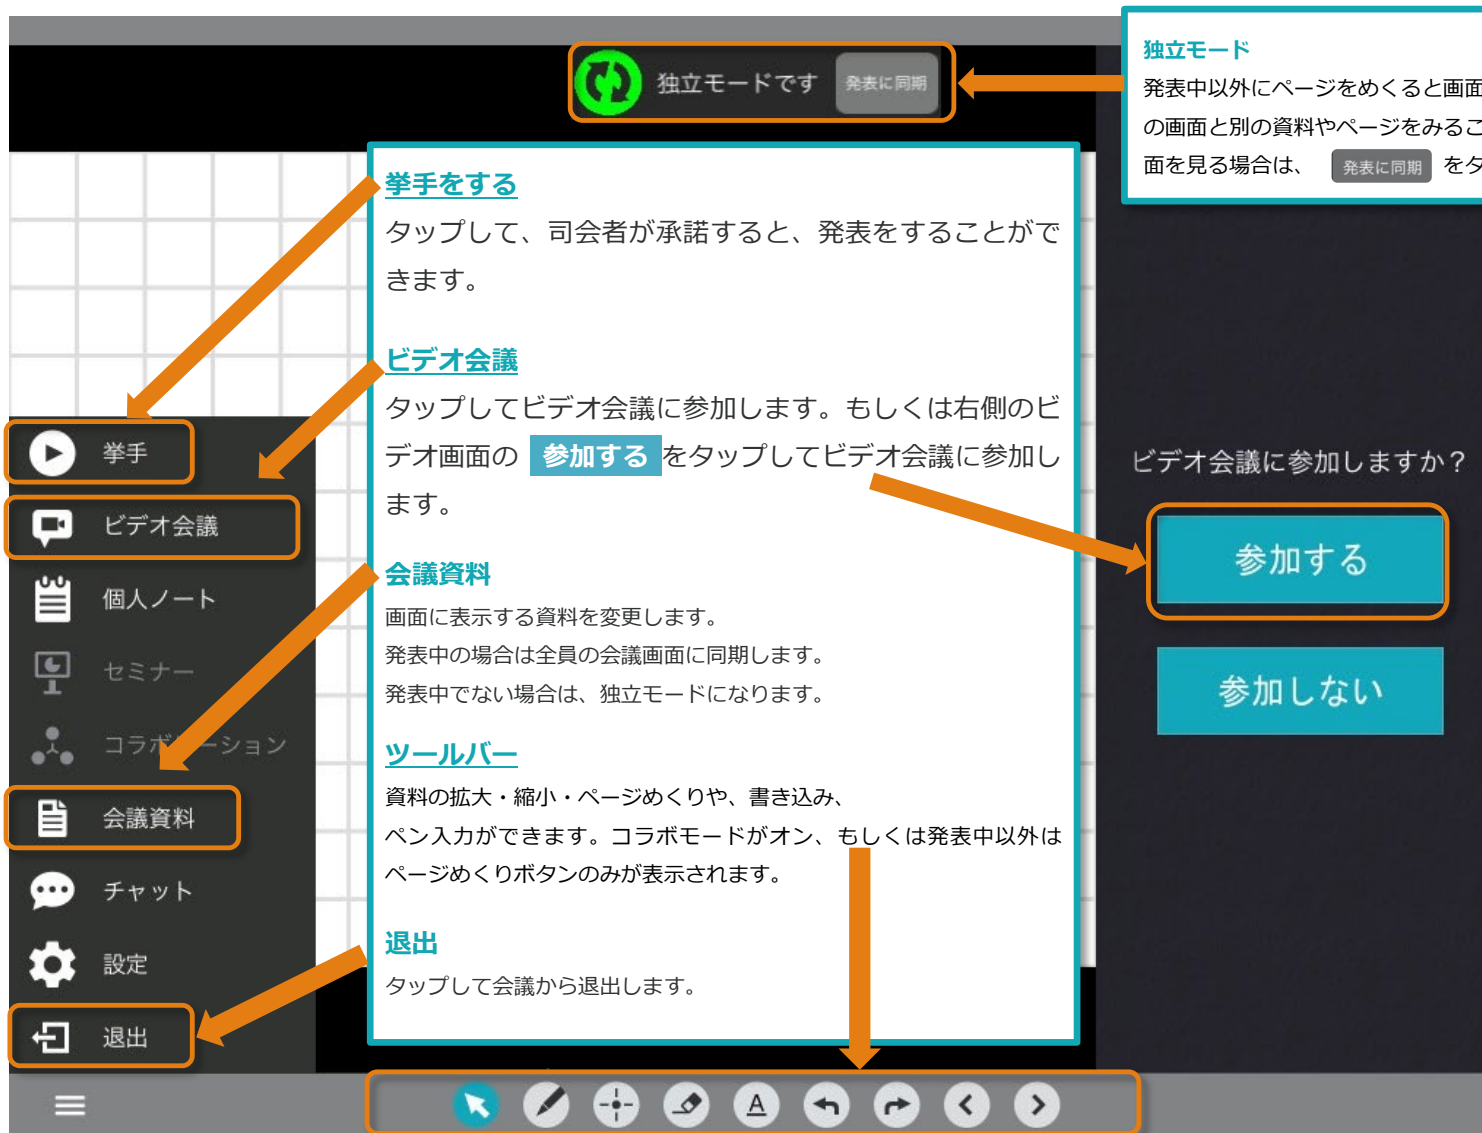 独立モードです 発表に同期
独立モード
発表中以外にページをめくると画面
の画面と別の資料やページをみるこ
面を見る場合は、 発表に同期 をタ
挙手をする
タップして、司会者が承諾すると、発表をすることがで
きます。
ビデオ会議
タップしてビデオ会議に参加します。もしくは右側のビ
デオ画面の 参加する をタップしてビデオ会議に参加し
ます。
会議資料
画面に表示する資料を変更します。
発表中の場合は全員の会議画面に同期します。
発表中でない場合は、独立モードになります。
ツールバー
資料の拡大・縮小・ページめくりや、書き込み、
ペン入力ができます。コラボモードがオン、もしくは発表中以外は
ページめくりボタンのみが表示されます。
退出
タップして会議から退出します。
挙手
ビデオ会議
個人ノート
セミナー
コラボレーション
会議資料
チャット
設定
退出
ビデオ会議に参加しますか？
参加する
参加しない
A